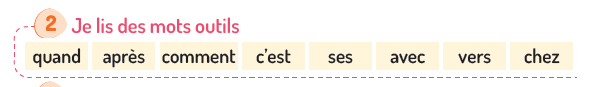 2 Je lis des mots outils
quand après comment c'est ses avec vers chez